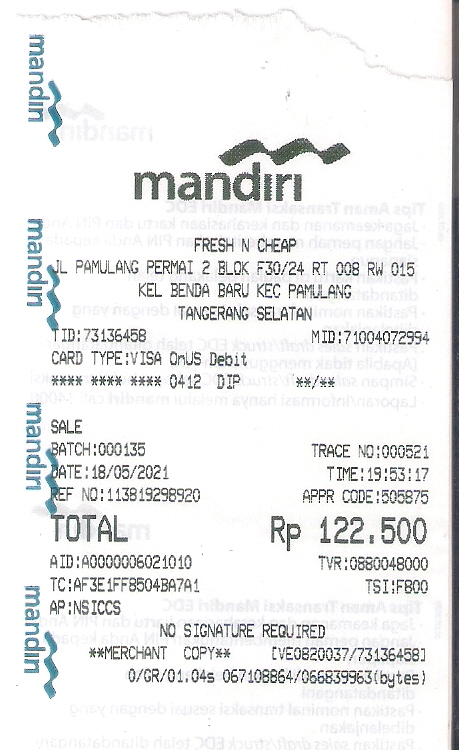 mandiri
mandiri
FRESH N CHEAP
JL PAMULANG PERMAI 2 BLOK F30/24 RT 008 RW 015
KEL BENDA BARU KEC PAMULANG
TANGERANG SELATAN
mandiri
TID:73136458 MID:71004072994
CARD TYPE:VISA OnUS Debit
**** **** **** 0412 DIP **/**
SALE
mandiri
BATCH:000135 TRACE NO:000521
DATE:18/05/2021 TIME:19:53:17
REF NO:113819298920 APPR CODE:505875
TOTAL Rp 122.500
AID:A0000006021010 TVR:0880048000
TC:AF3E1FF8504BA7A1 TSI:F800
AP:NSICCS
mandiri
NO SIGNATURE REQUIRED
**MERCHANT COPY** [VE0820037/73136458]
0/GR/01.04s 067108864/066839963(bytes)